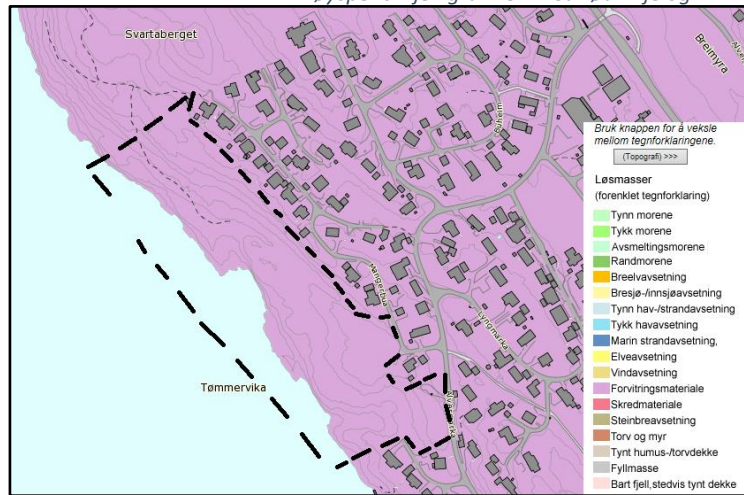 Svartaberget
Breimyra
Tømmervika
Hangerbua
Lyngmarka
Bruk knappen for å veksle
mellom tegnforklaringene.
(Topografi) >>>
Løsmasser
(forenklet tegnforklaring)
Tynn morene
Tykk morene
Avsmeltingsmorene
Randmorene
Breelvavsetning
Bresjø-/innsjøavsetning
Tynn hav-/strandavsetning
Tykk havavsetning
Marin strandavsetning,
Elveavsetning
Vindavsetning
Forvitringsmateriale
Skredmateriale
Steinbreavsetning
Torv og myr
Tynt humus-/torvdekke
Fyllmasse
Bart fjell,stedvis tynt dekke